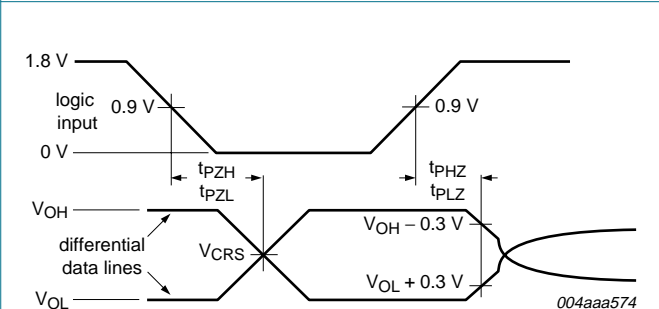 1.8 V
logic
input
0.9 V
0.9 V
0 V
tPZH
tPZL
tPHZ
tPLZ
VOH
VOH − 0.3 V
differential
data lines
VCRS
VOL + 0.3 V
VOL
004aaa574